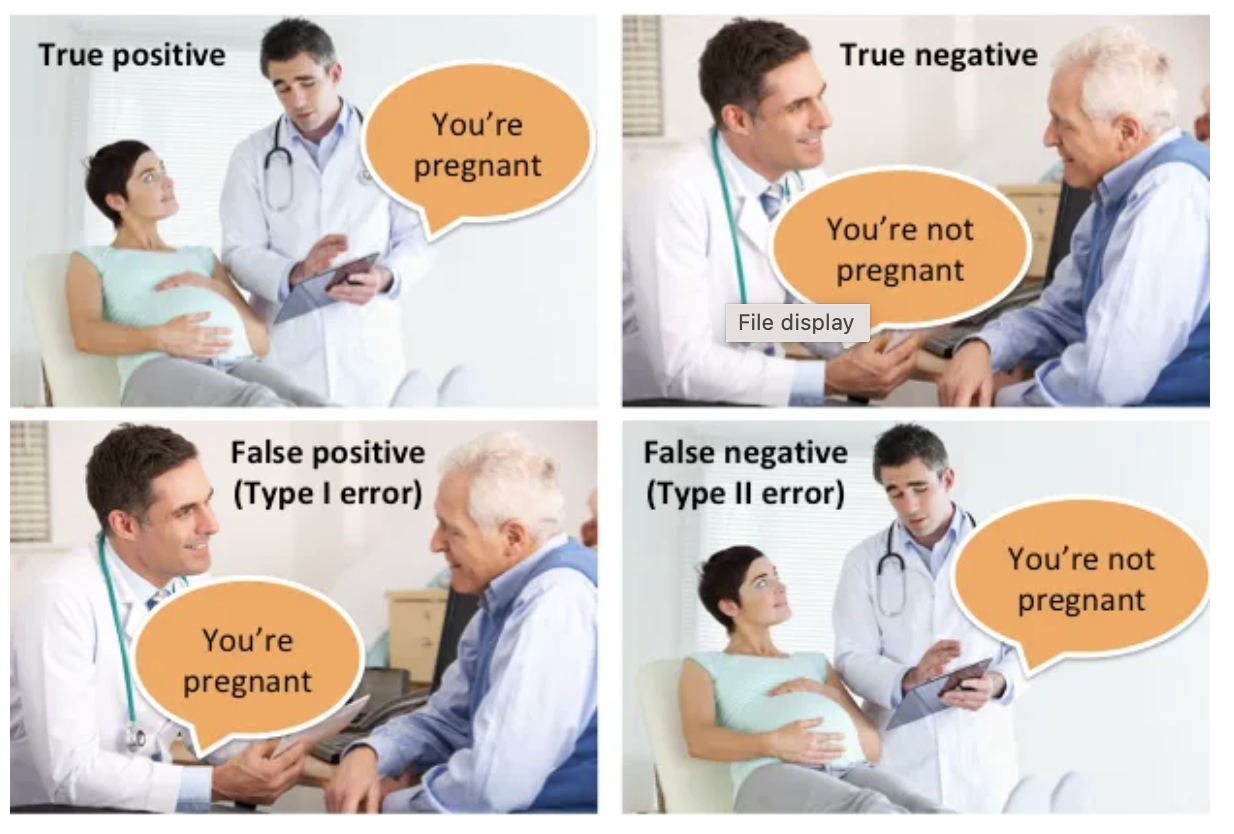 True positive
You’re
pregnant
True negative
You’re not
pregnant
File display
False positive
(Type I error)
You’re
pregnant
False negative
(Type II error)
You’re not
pregnant